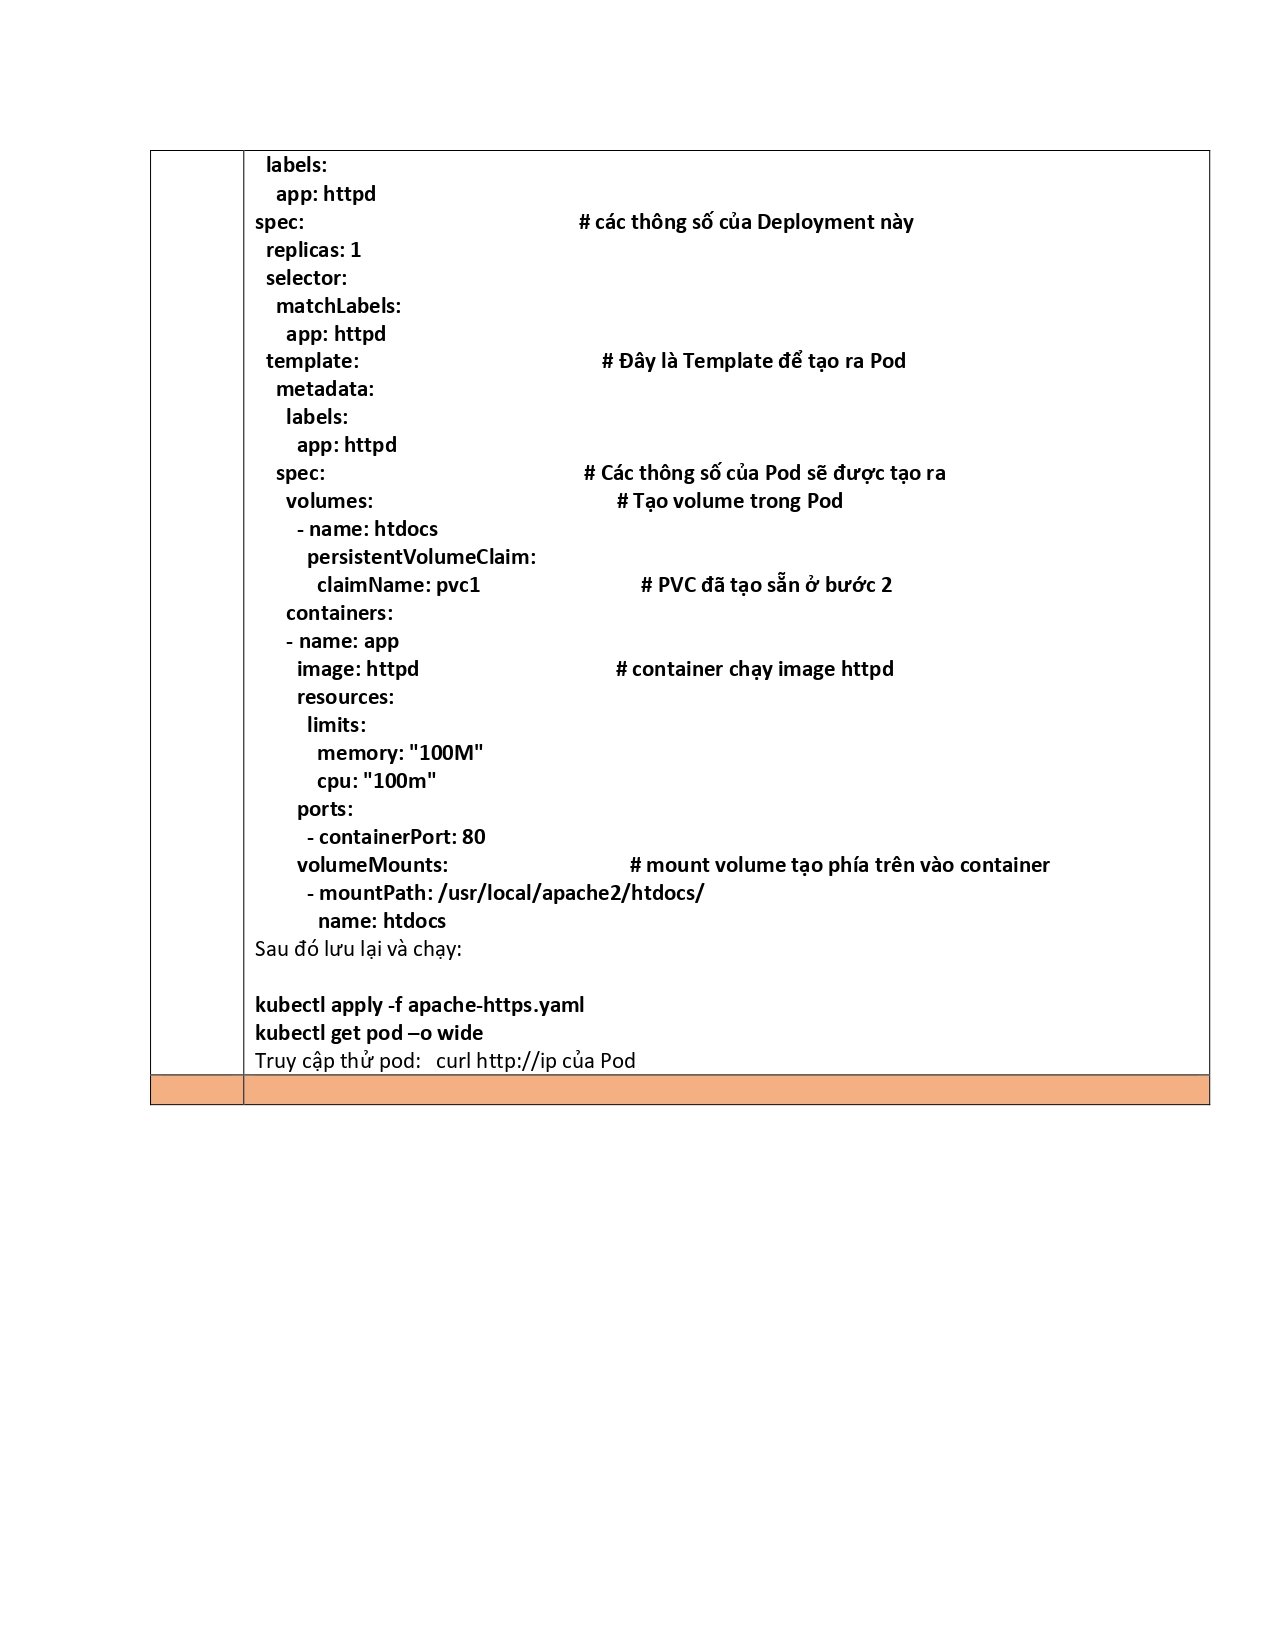 labels:
app: httpd
spec: # các thông số của Deployment này
replicas: 1
selector:
matchLabels:
app: httpd
template: # Đây là Template để tạo ra Pod
metadata:
labels:
app: httpd
spec: # Các thông số của Pod sẽ được tạo ra
volumes: # Tạo volume trong Pod
- name: htdocs
persistentVolumeClaim:
claimName: pvc1 # PVC đã tạo sẵn ở bước 2
containers:
- name: app
image: httpd # container chạy image httpd
resources:
limits:
memory: "100M"
cpu: "100m"
ports:
- containerPort: 80
volumeMounts: # mount volume tạo phía trên vào container
- mountPath: /usr/local/apache2/htdocs/
name: htdocs
Sau đó lưu lại và chạy:
kubectl apply -f apache-https.yaml
kubectl get pod –o wide
Truy cập thử pod: curl http://ip của Pod